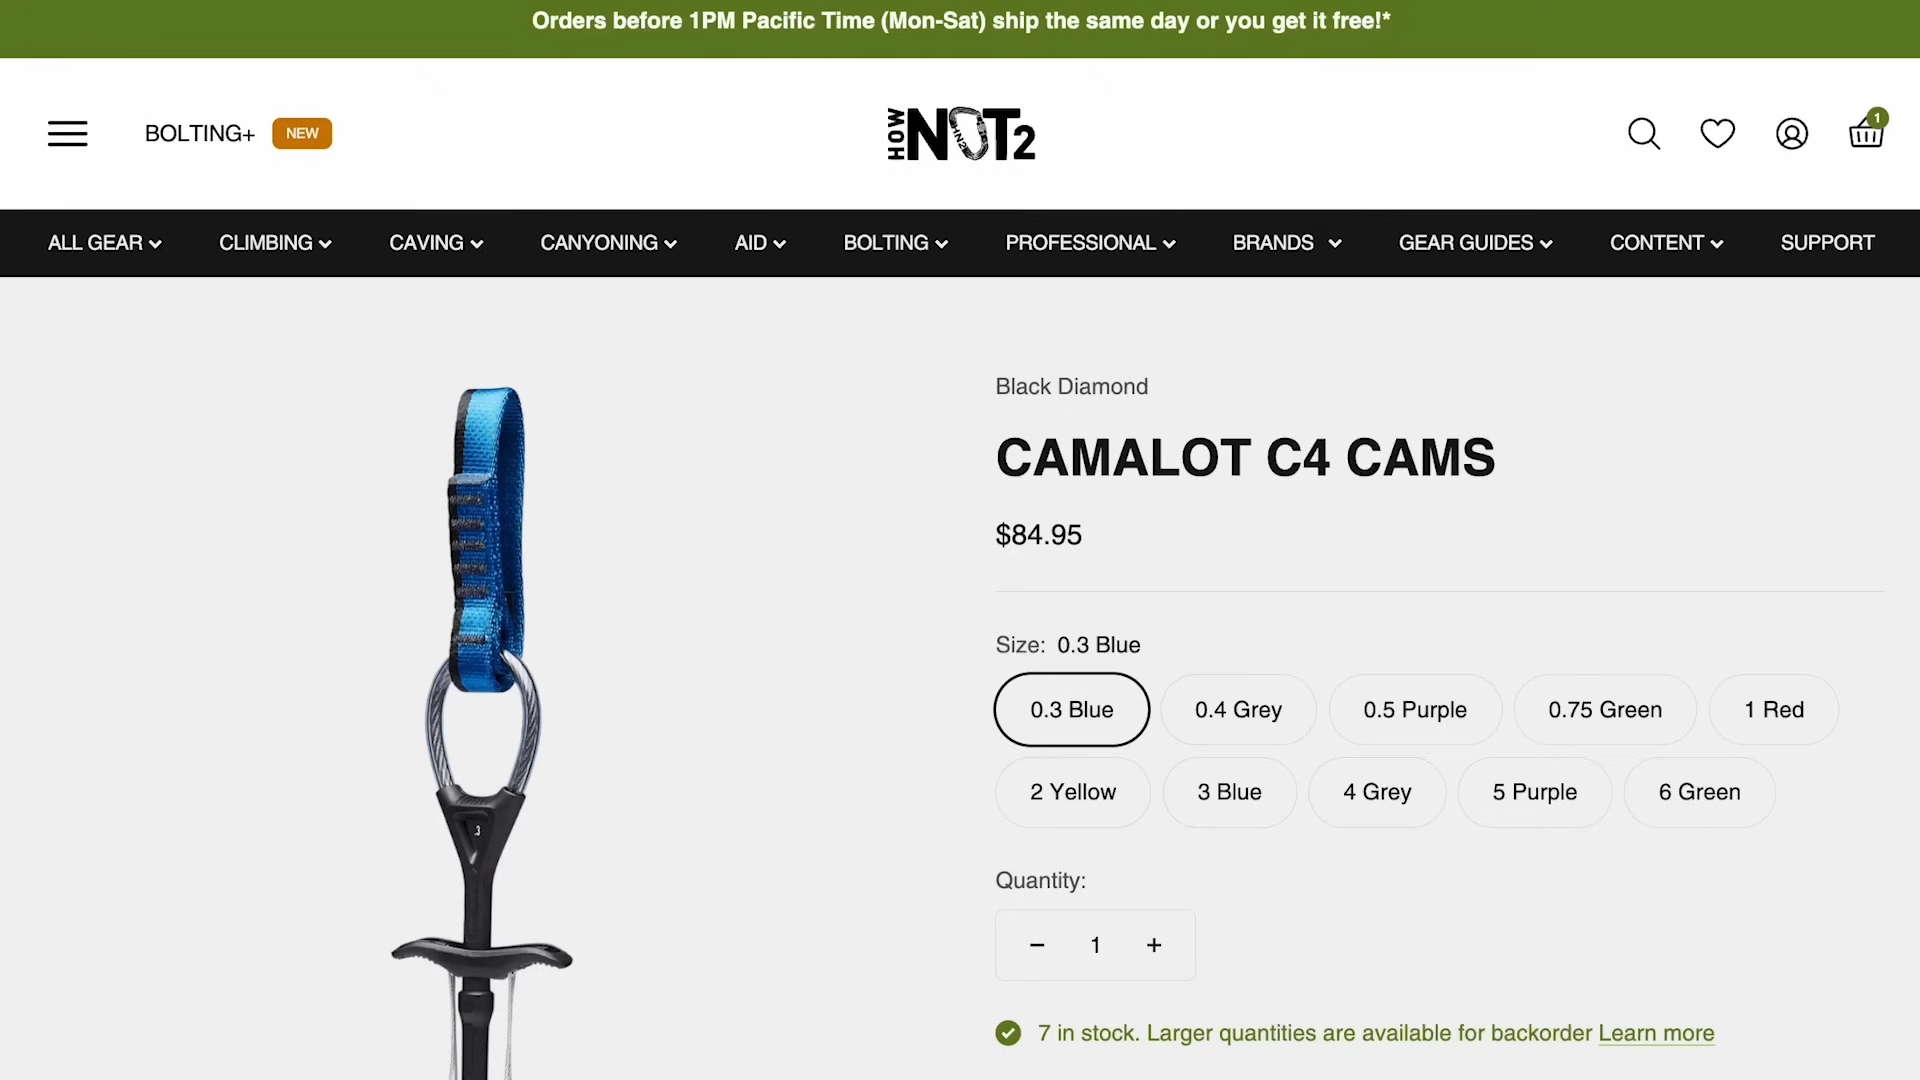 Orders before 1PM Pacific Time (Mon-Sat) ship the same day or you get it free!*
BOLTING+ NEW
HOW NOT2
HN2
1
ALL GEAR CLIMBING CAVING CANYONING AID BOLTING PROFESSIONAL BRANDS GEAR GUIDES CONTENT SUPPORT
Black Diamond
CAMALOT C4 CAMS
$84.95
Size: 0.3 Blue
0.3 Blue 0.4 Grey 0.5 Purple 0.75 Green 1 Red
2 Yellow 3 Blue 4 Grey 5 Purple 6 Green
Quantity:
− 1 +
7 in stock. Larger quantities are available for backorder Learn more
.3